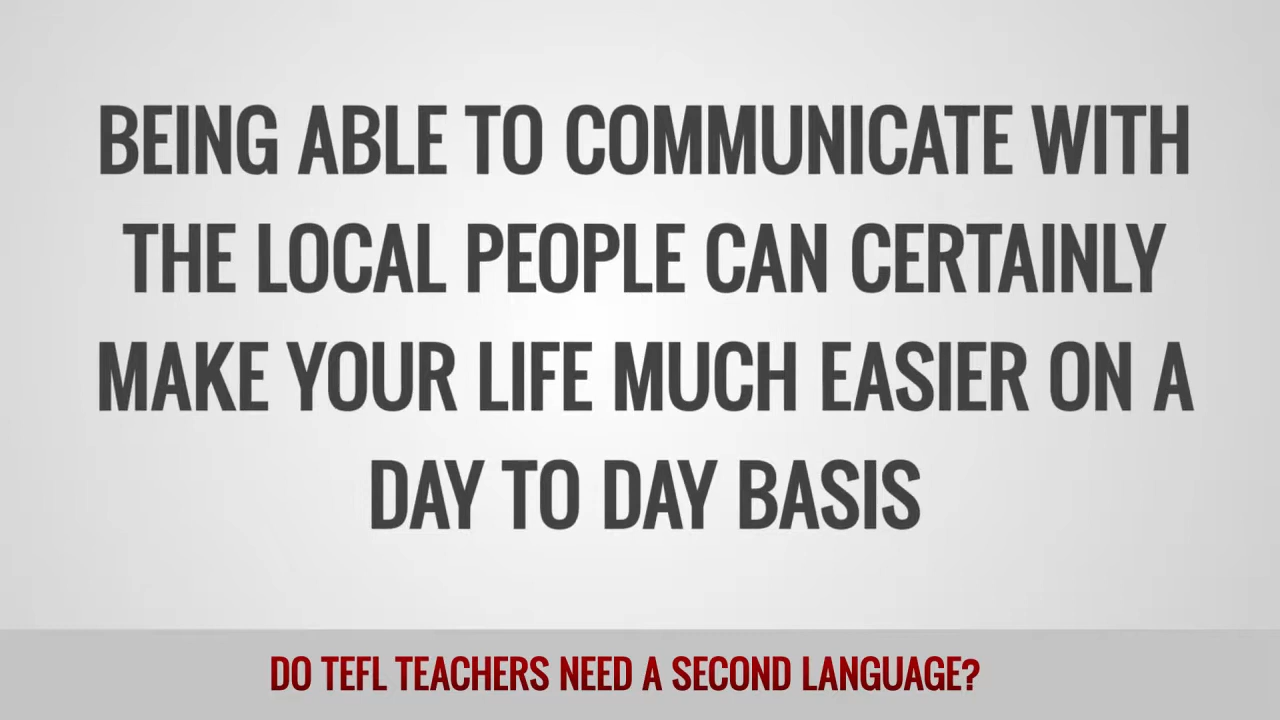 BEING ABLE TO COMMUNICATE WITH
THE LOCAL PEOPLE CAN CERTAINLY
MAKE YOUR LIFE MUCH EASIER ON A
DAY TO DAY BASIS
DO TEFL TEACHERS NEED A SECOND LANGUAGE?